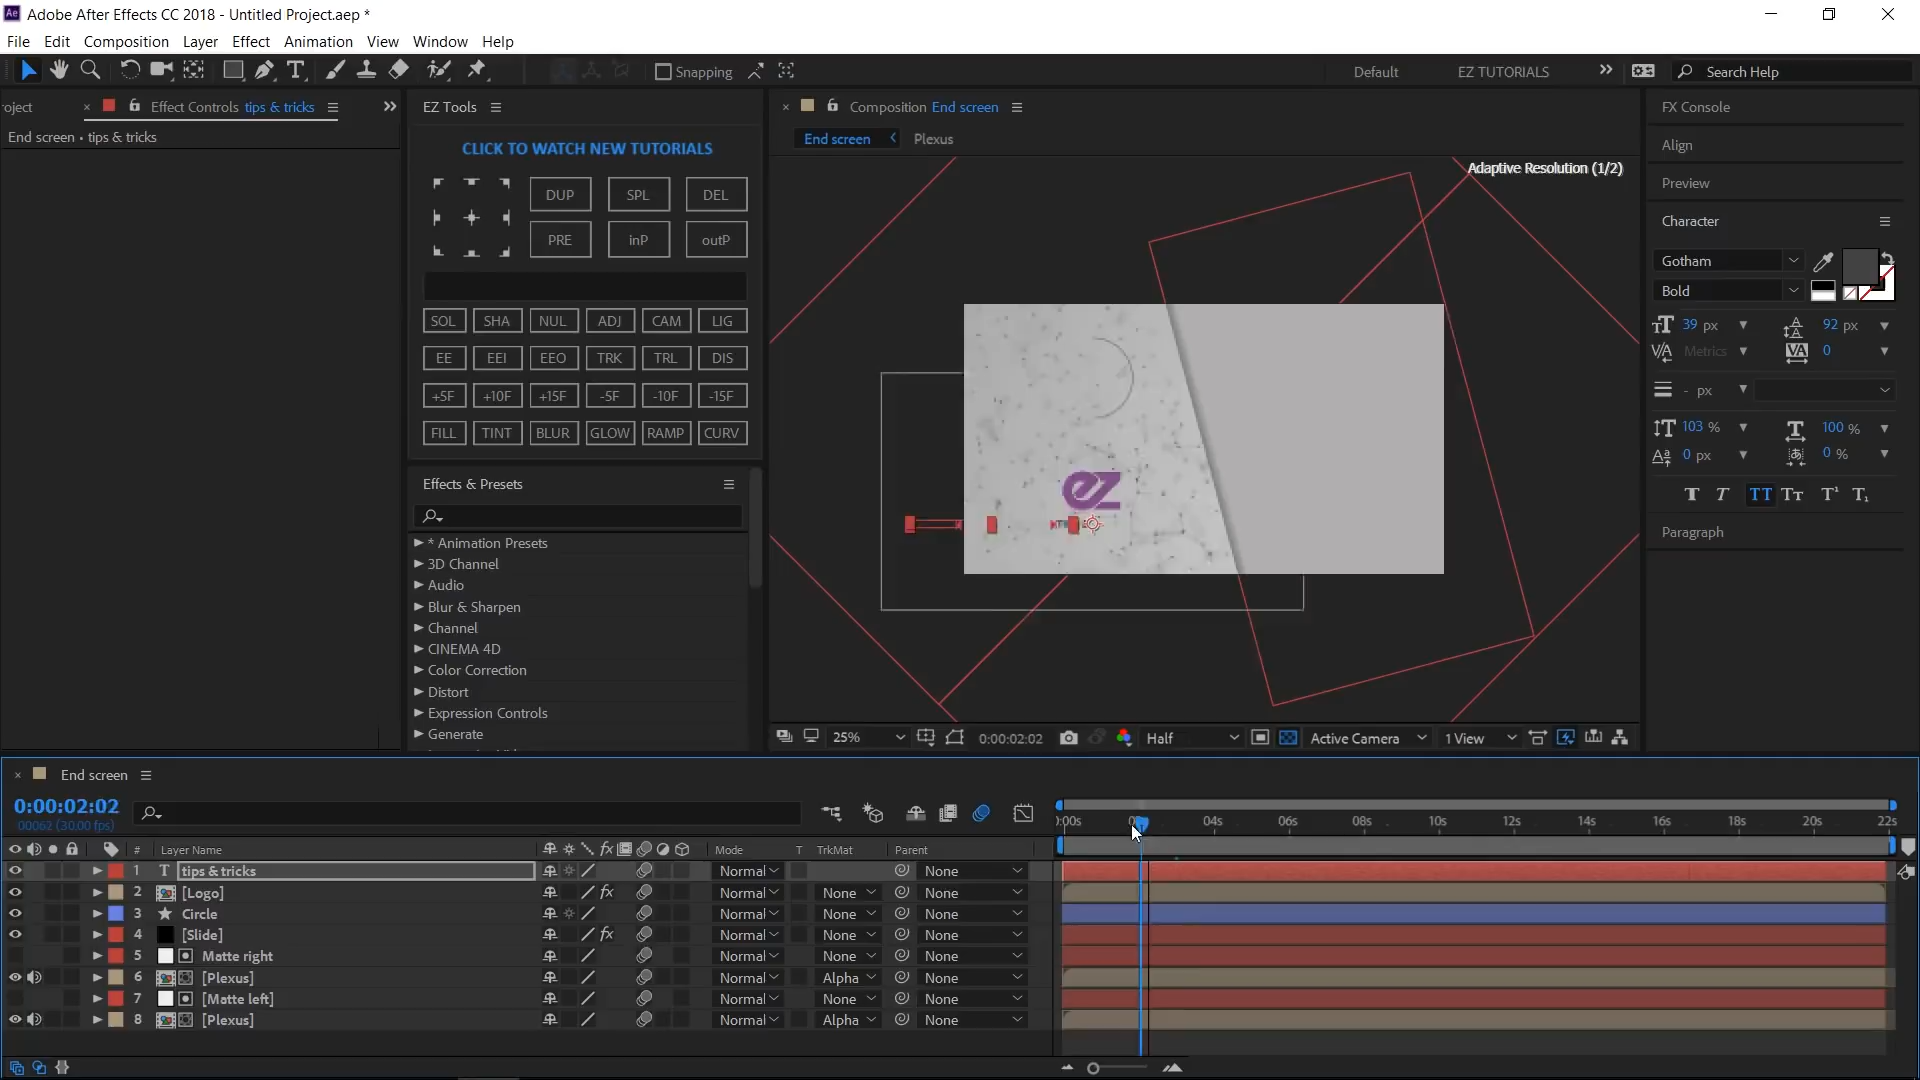 Adobe After Effects CC 2018 - Untitled Project.aep *
File Edit Composition Layer Effect Animation View Window Help
Snapping Default EZ TUTORIALS Search Help
roject Effect Controls tips & tricks
End screen • tips & tricks
EZ Tools
CLICK TO WATCH NEW TUTORIALS
DUP SPL DEL
PRE inP outP
SOL SHA NUL ADJ CAM LIG
EE EEI EEO TRK TRL DIS
+5F +10F +15F -5F -10F -15F
FILL TINT BLUR GLOW RAMP CURV
Effects & Presets
* Animation Presets
3D Channel
Audio
Blur & Sharpen
Channel
CINEMA 4D
Color Correction
Distort
Expression Controls
Generate
Composition End screen
End screen Plexus
Adaptive Resolution (1/2)
ez
25% 0:00:02:02 Half Active Camera 1 View
FX Console
Align
Preview
Character
Gotham
Bold
39 px 92 px
Metrics 0
- px
103 % 100 %
0 px 0 %
Paragraph
End screen
0:00:02:02
00062 (30.00 fps)
):00s 04s 06s 08s 10s 12s 14s 16s 18s 20s 22s
# Layer Name Mode T TrkMat Parent
1 tips & tricks Normal None
2 [Logo] Normal None None
3 Circle Normal None None
4 [Slide] Normal None None
5 Matte right Normal None None
6 [Plexus] Normal Alpha None
7 [Matte left] Normal None None
8 [Plexus] Normal Alpha None